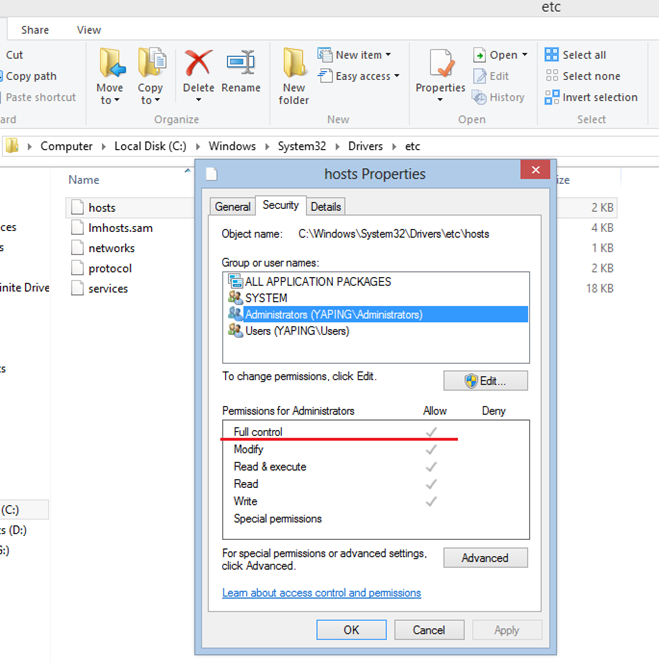 etc
Share View
Cut
Copy path
Paste shortcut
Move to
Copy to
Delete
Rename
New folder
New item
Easy access
Properties
Open
Edit
History
Select all
Select none
Invert selection
ard
Organize
New
Open
Select
Computer Local Disk (C:) Windows System32 Drivers etc
Name
ize
hosts 2 KB
lmhosts.sam 4 KB
networks 1 KB
protocol 2 KB
services 18 KB
ces
s
inite Drive
ts
(C:)
s (D:)
G:)
hosts Properties
General Security Details
Object name: C:\Windows\System32\Drivers\etc\hosts
Group or user names:
ALL APPLICATION PACKAGES
SYSTEM
Administrators (YAPING\Administrators)
Users (YAPING\Users)
To change permissions, click Edit.
Edit...
Permissions for Administrators Allow Deny
Full control
Modify
Read & execute
Read
Write
Special permissions
For special permissions or advanced settings,
click Advanced.
Advanced
Learn about access control and permissions
OK Cancel Apply